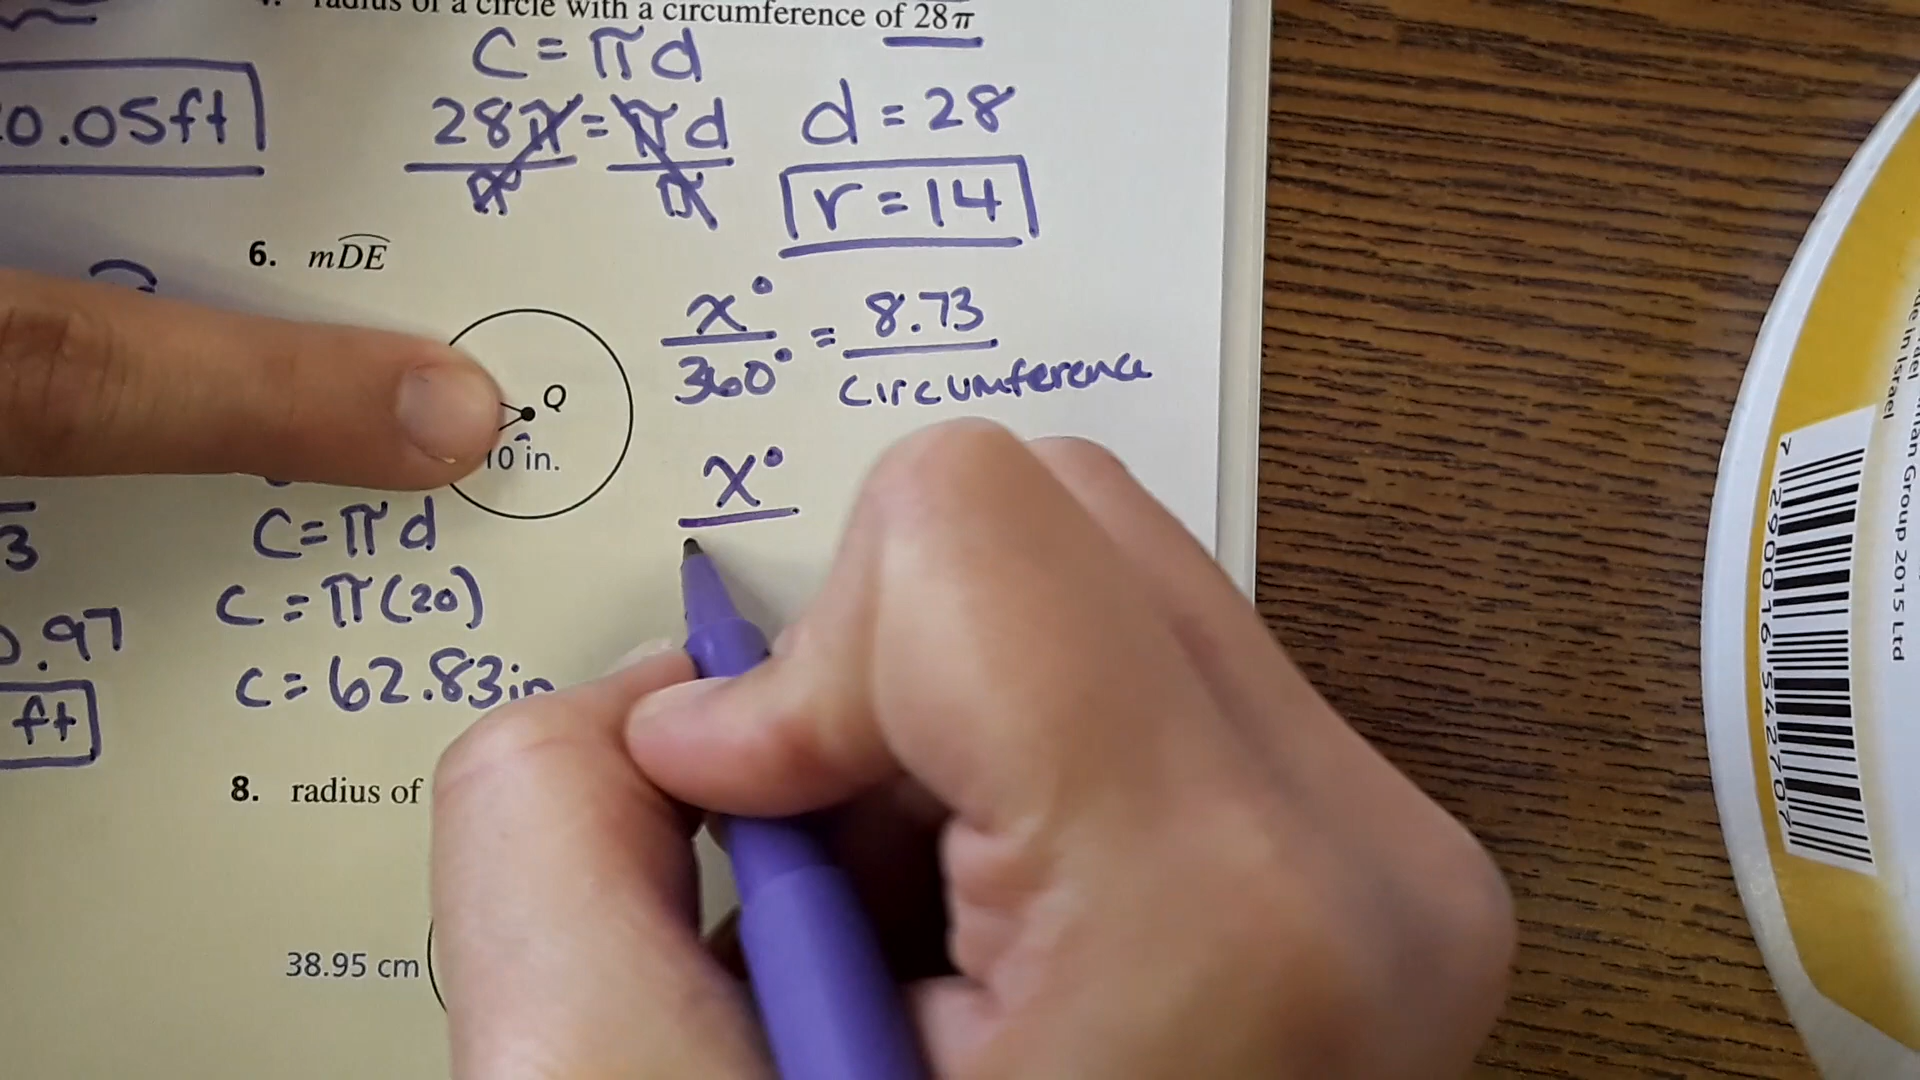 radius of a circle with a circumference of 28π
C = πd
0.05ft
28π = πd
π π
d = 28
r = 14
6. mDE
x° = 8.73
360° circumference
Q
10 in.
x°
3
C = πd
C = π(20)
.97
C = 62.83in
ft
8. radius of
38.95 cm
Made in Israel
Group 2015 Ltd
7 290016 542707